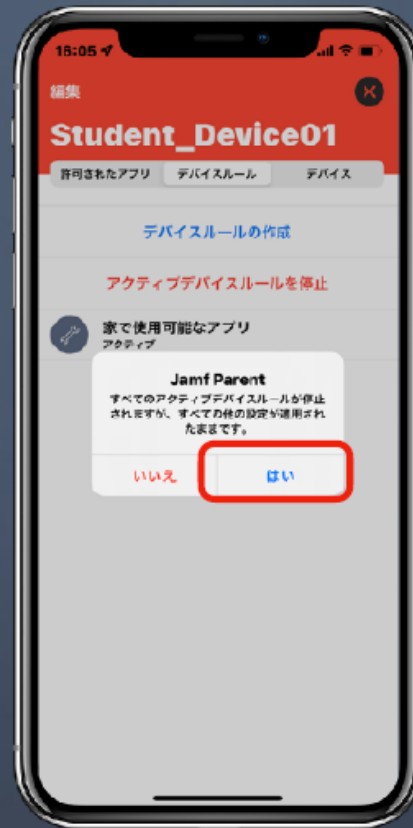 16:05
編集
Student_Device01
許可されたアプリ デバイスルール デバイス
デバイスルールの作成
アクティブデバイスルールを停止
家で使用可能なアプリ
アクティブ
Jamf Parent
すべてのアクティブデバイスルールが停止
されますが、すべての他の設定が適用され
たままです。
いいえ はい